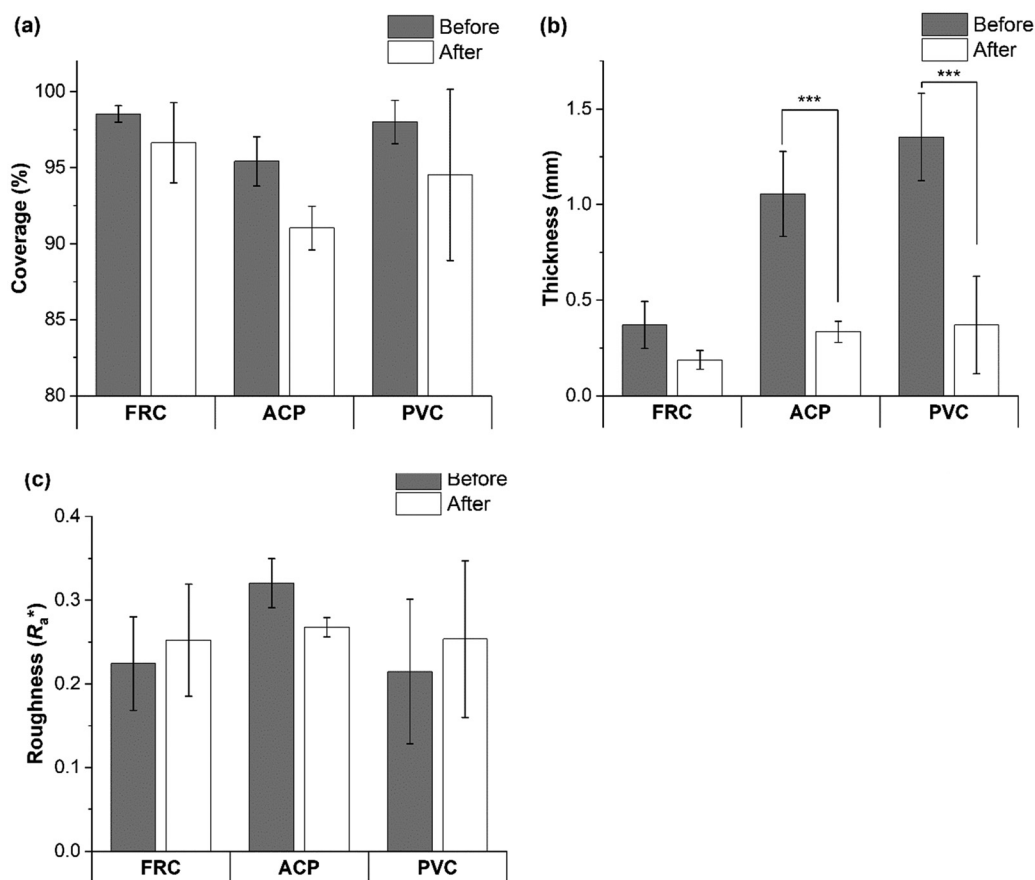 (a)
Before
After
Coverage (%)
100
95
90
85
80
FRC
ACP
PVC
(b)
Before
After
Thickness (mm)
1.5
1.0
0.5
0.0
***
***
FRC
ACP
PVC
(c)
Before
After
Roughness (Ra*)
0.4
0.3
0.2
0.1
0.0
FRC
ACP
PVC